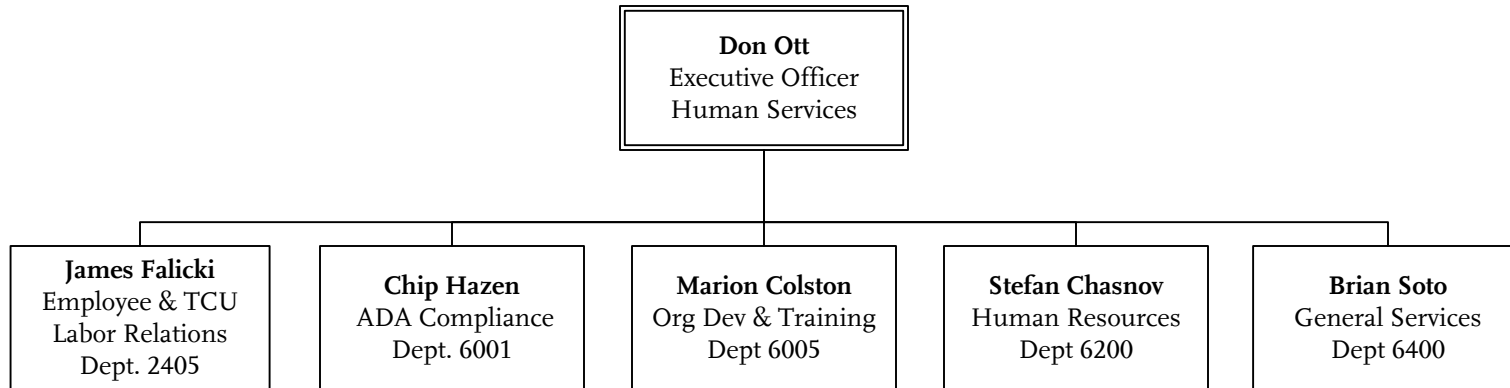 Don Ott
Executive Officer
Human Services
James Falicki
Employee & TCU
Labor Relations
Dept. 2405
Chip Hazen
ADA Compliance
Dept. 6001
Marion Colston
Org Dev & Training
Dept 6005
Stefan Chasnov
Human Resources
Dept 6200
Brian Soto
General Services
Dept 6400